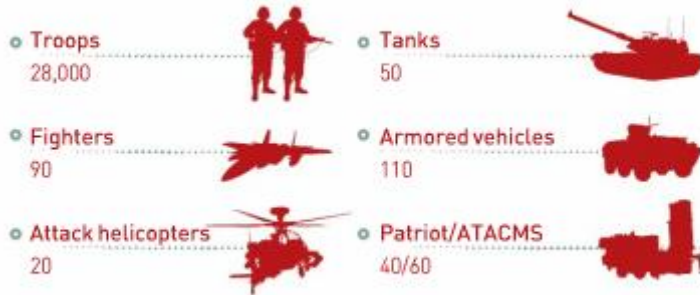 Troops
28,000
Tanks
50
Fighters
90
Armored vehicles
110
Attack helicopters
20
Patriot/ATACMS
40/60